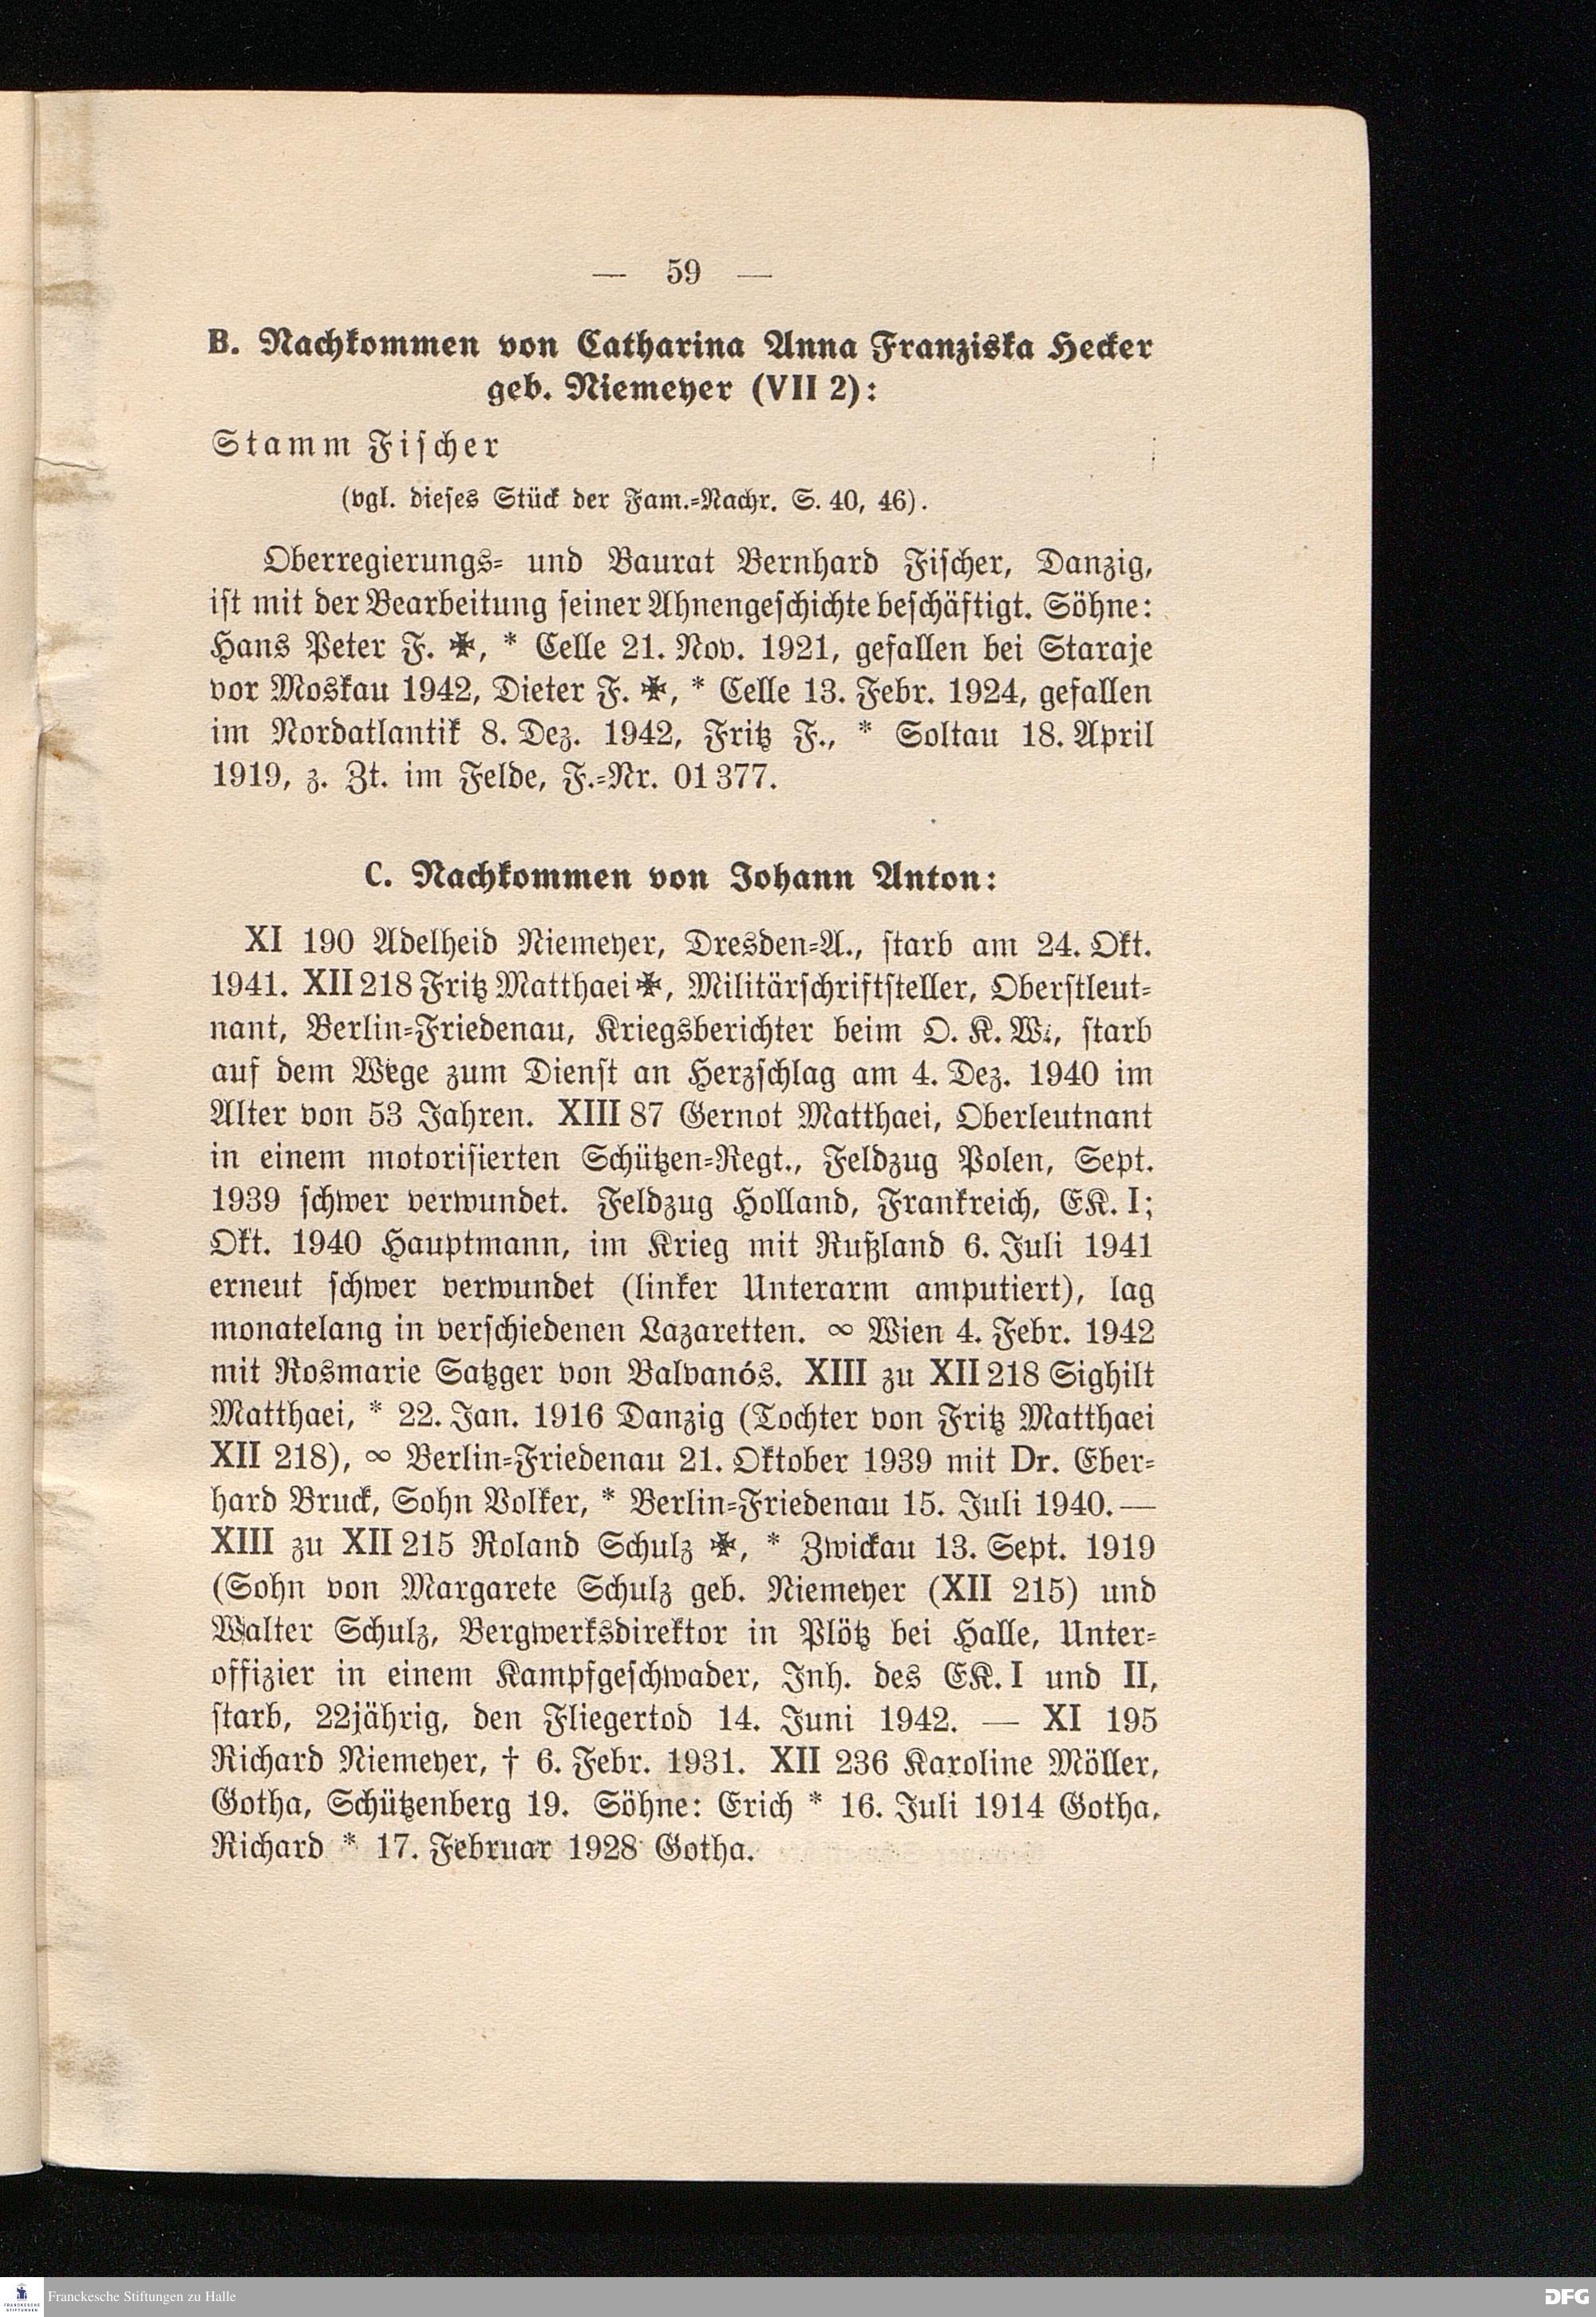 — 59 —
B. Nachkommen von Catharina Anna Franziska Hecker
geb. Niemeyer (VII 2):
Stamm Fischer
(vgl. dieses Stück der Fam.-Nachr. S. 40, 46).
Oberregierungs- und Baurat Bernhard Fischer, Danzig,
ist mit der Bearbeitung seiner Ahnengeschichte beschäftigt. Söhne:
Hans Peter F. ✠, * Celle 21. Nov. 1921, gefallen bei Staraje
vor Moskau 1942, Dieter F. ✠, * Celle 13. Febr. 1924, gefallen
im Nordatlantik 8. Dez. 1942, Fritz F., * Soltau 18. April
1919, z. Zt. im Felde, F.-Nr. 01 377.
C. Nachkommen von Johann Anton:
XI 190 Adelheid Niemeyer, Dresden-A., starb am 24. Okt.
1941. XII 218 Fritz Matthaei ✠, Militärschriftsteller, Oberstleut-
nant, Berlin-Friedenau, Kriegsberichter beim O. K. W., starb
auf dem Wege zum Dienst an Herzschlag am 4. Dez. 1940 im
Alter von 53 Jahren. XIII 87 Gernot Matthaei, Oberleutnant
in einem motorisierten Schützen-Regt., Feldzug Polen, Sept.
1939 schwer verwundet. Feldzug Holland, Frankreich, EK. I;
Okt. 1940 Hauptmann, im Krieg mit Rußland 6. Juli 1941
erneut schwer verwundet (linker Unterarm amputiert), lag
monatelang in verschiedenen Lazaretten. ∞ Wien 4. Febr. 1942
mit Rosmarie Satzger von Balvanós. XIII zu XII 218 Sighilt
Matthaei, * 22. Jan. 1916 Danzig (Tochter von Fritz Matthaei
XII 218), ∞ Berlin-Friedenau 21. Oktober 1939 mit Dr. Eber-
hard Bruck, Sohn Volker, * Berlin-Friedenau 15. Juli 1940. —
XIII zu XII 215 Roland Schulz ✠, * Zwickau 13. Sept. 1919
(Sohn von Margarete Schulz geb. Niemeyer (XII 215) und
Walter Schulz, Bergwerksdirektor in Plötz bei Halle, Unter-
offizier in einem Kampfgeschwader, Inh. des EK. I und II,
starb, 22jährig, den Fliegertod 14. Juni 1942. — XI 195
Richard Niemeyer, † 6. Febr. 1931. XII 236 Karoline Möller,
Gotha, Schützenberg 19. Söhne: Erich * 16. Juli 1914 Gotha,
Richard * 17. Februar 1928 Gotha.
FRANCKESCHE
STIFTUNGEN
Franckesche Stiftungen zu Halle
DFG